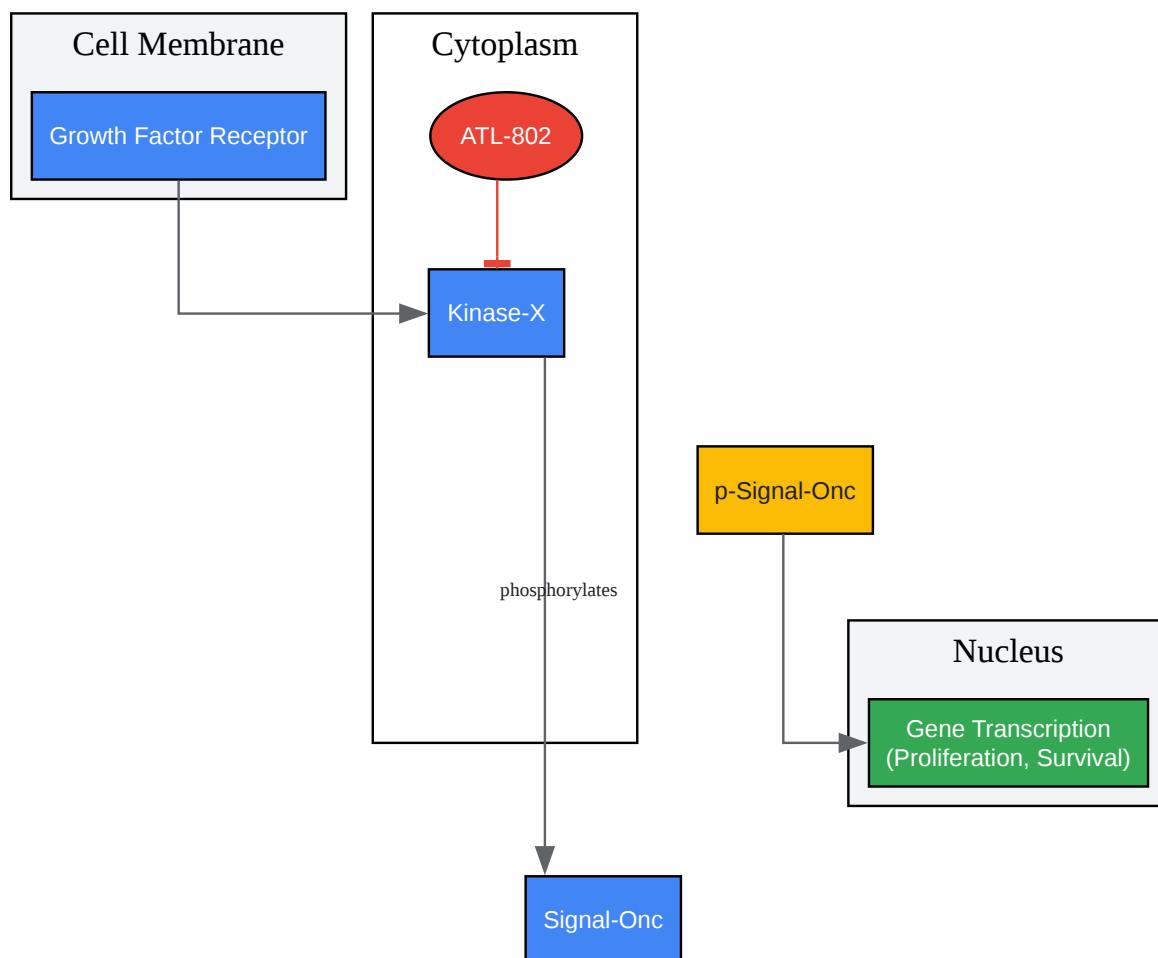 Cell Membrane
Growth Factor Receptor
Cytoplasm
ATL-802
Kinase-X
phosphorylates
p-Signal-Onc
Nucleus
Gene Transcription
(Proliferation, Survival)
Signal-Onc